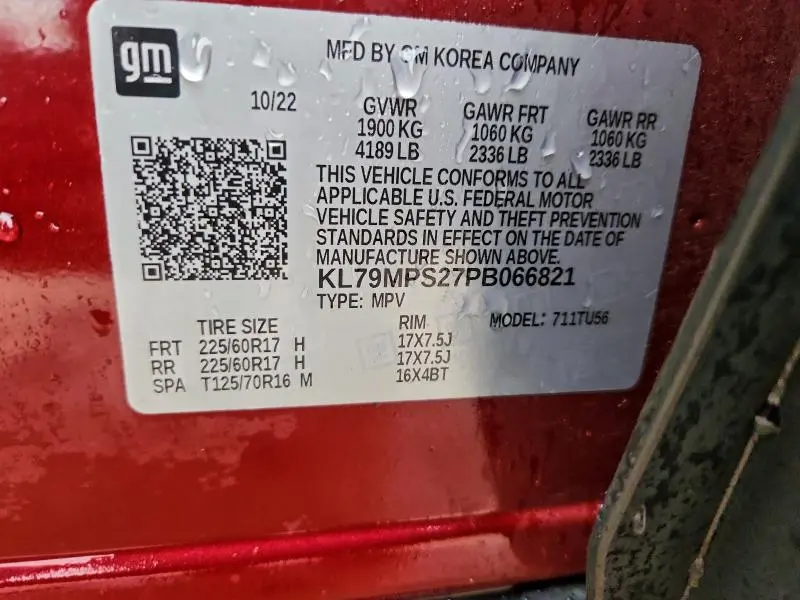 gm
MFD BY GM KOREA COMPANY
10/22 GVWR GAWR FRT GAWR RR
1900 KG 1060 KG 1060 KG
4189 LB 2336 LB 2336 LB
THIS VEHICLE CONFORMS TO ALL
APPLICABLE U.S. FEDERAL MOTOR
VEHICLE SAFETY AND THEFT PREVENTION
STANDARDS IN EFFECT ON THE DATE OF
MANUFACTURE SHOWN ABOVE.
KL79MPS27PB066821
TYPE: MPV
TIRE SIZE RIM MODEL: 711TU56
FRT 225/60R17 H 17X7.5J
RR 225/60R17 H 17X7.5J
SPA T125/70R16 M 16X4BT